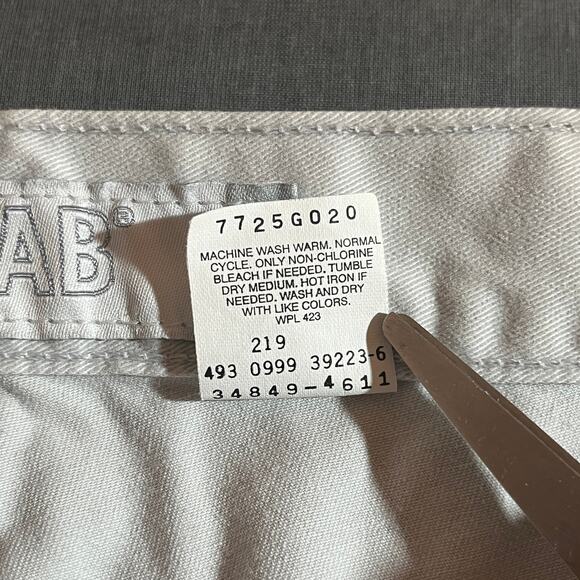 AB®
7725G020
MACHINE WASH WARM. NORMAL
CYCLE. ONLY NON-CHLORINE
BLEACH IF NEEDED. TUMBLE
DRY MEDIUM. HOT IRON IF
NEEDED. WASH AND DRY
WITH LIKE COLORS.
WPL 423
219
493 0999 39223-6
34849-4611